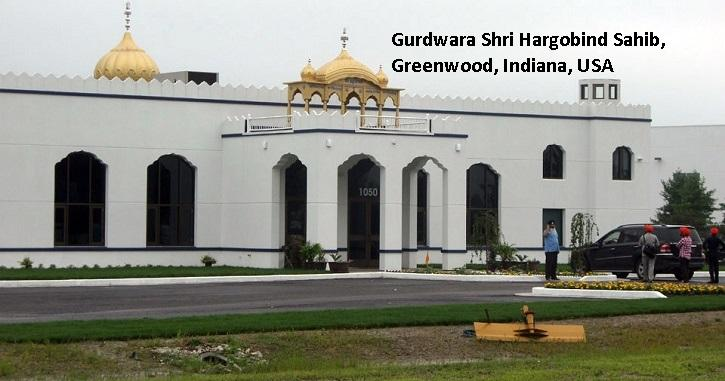 Gurdwara Shri Hargobind Sahib,
Greenwood, Indiana, USA
1050